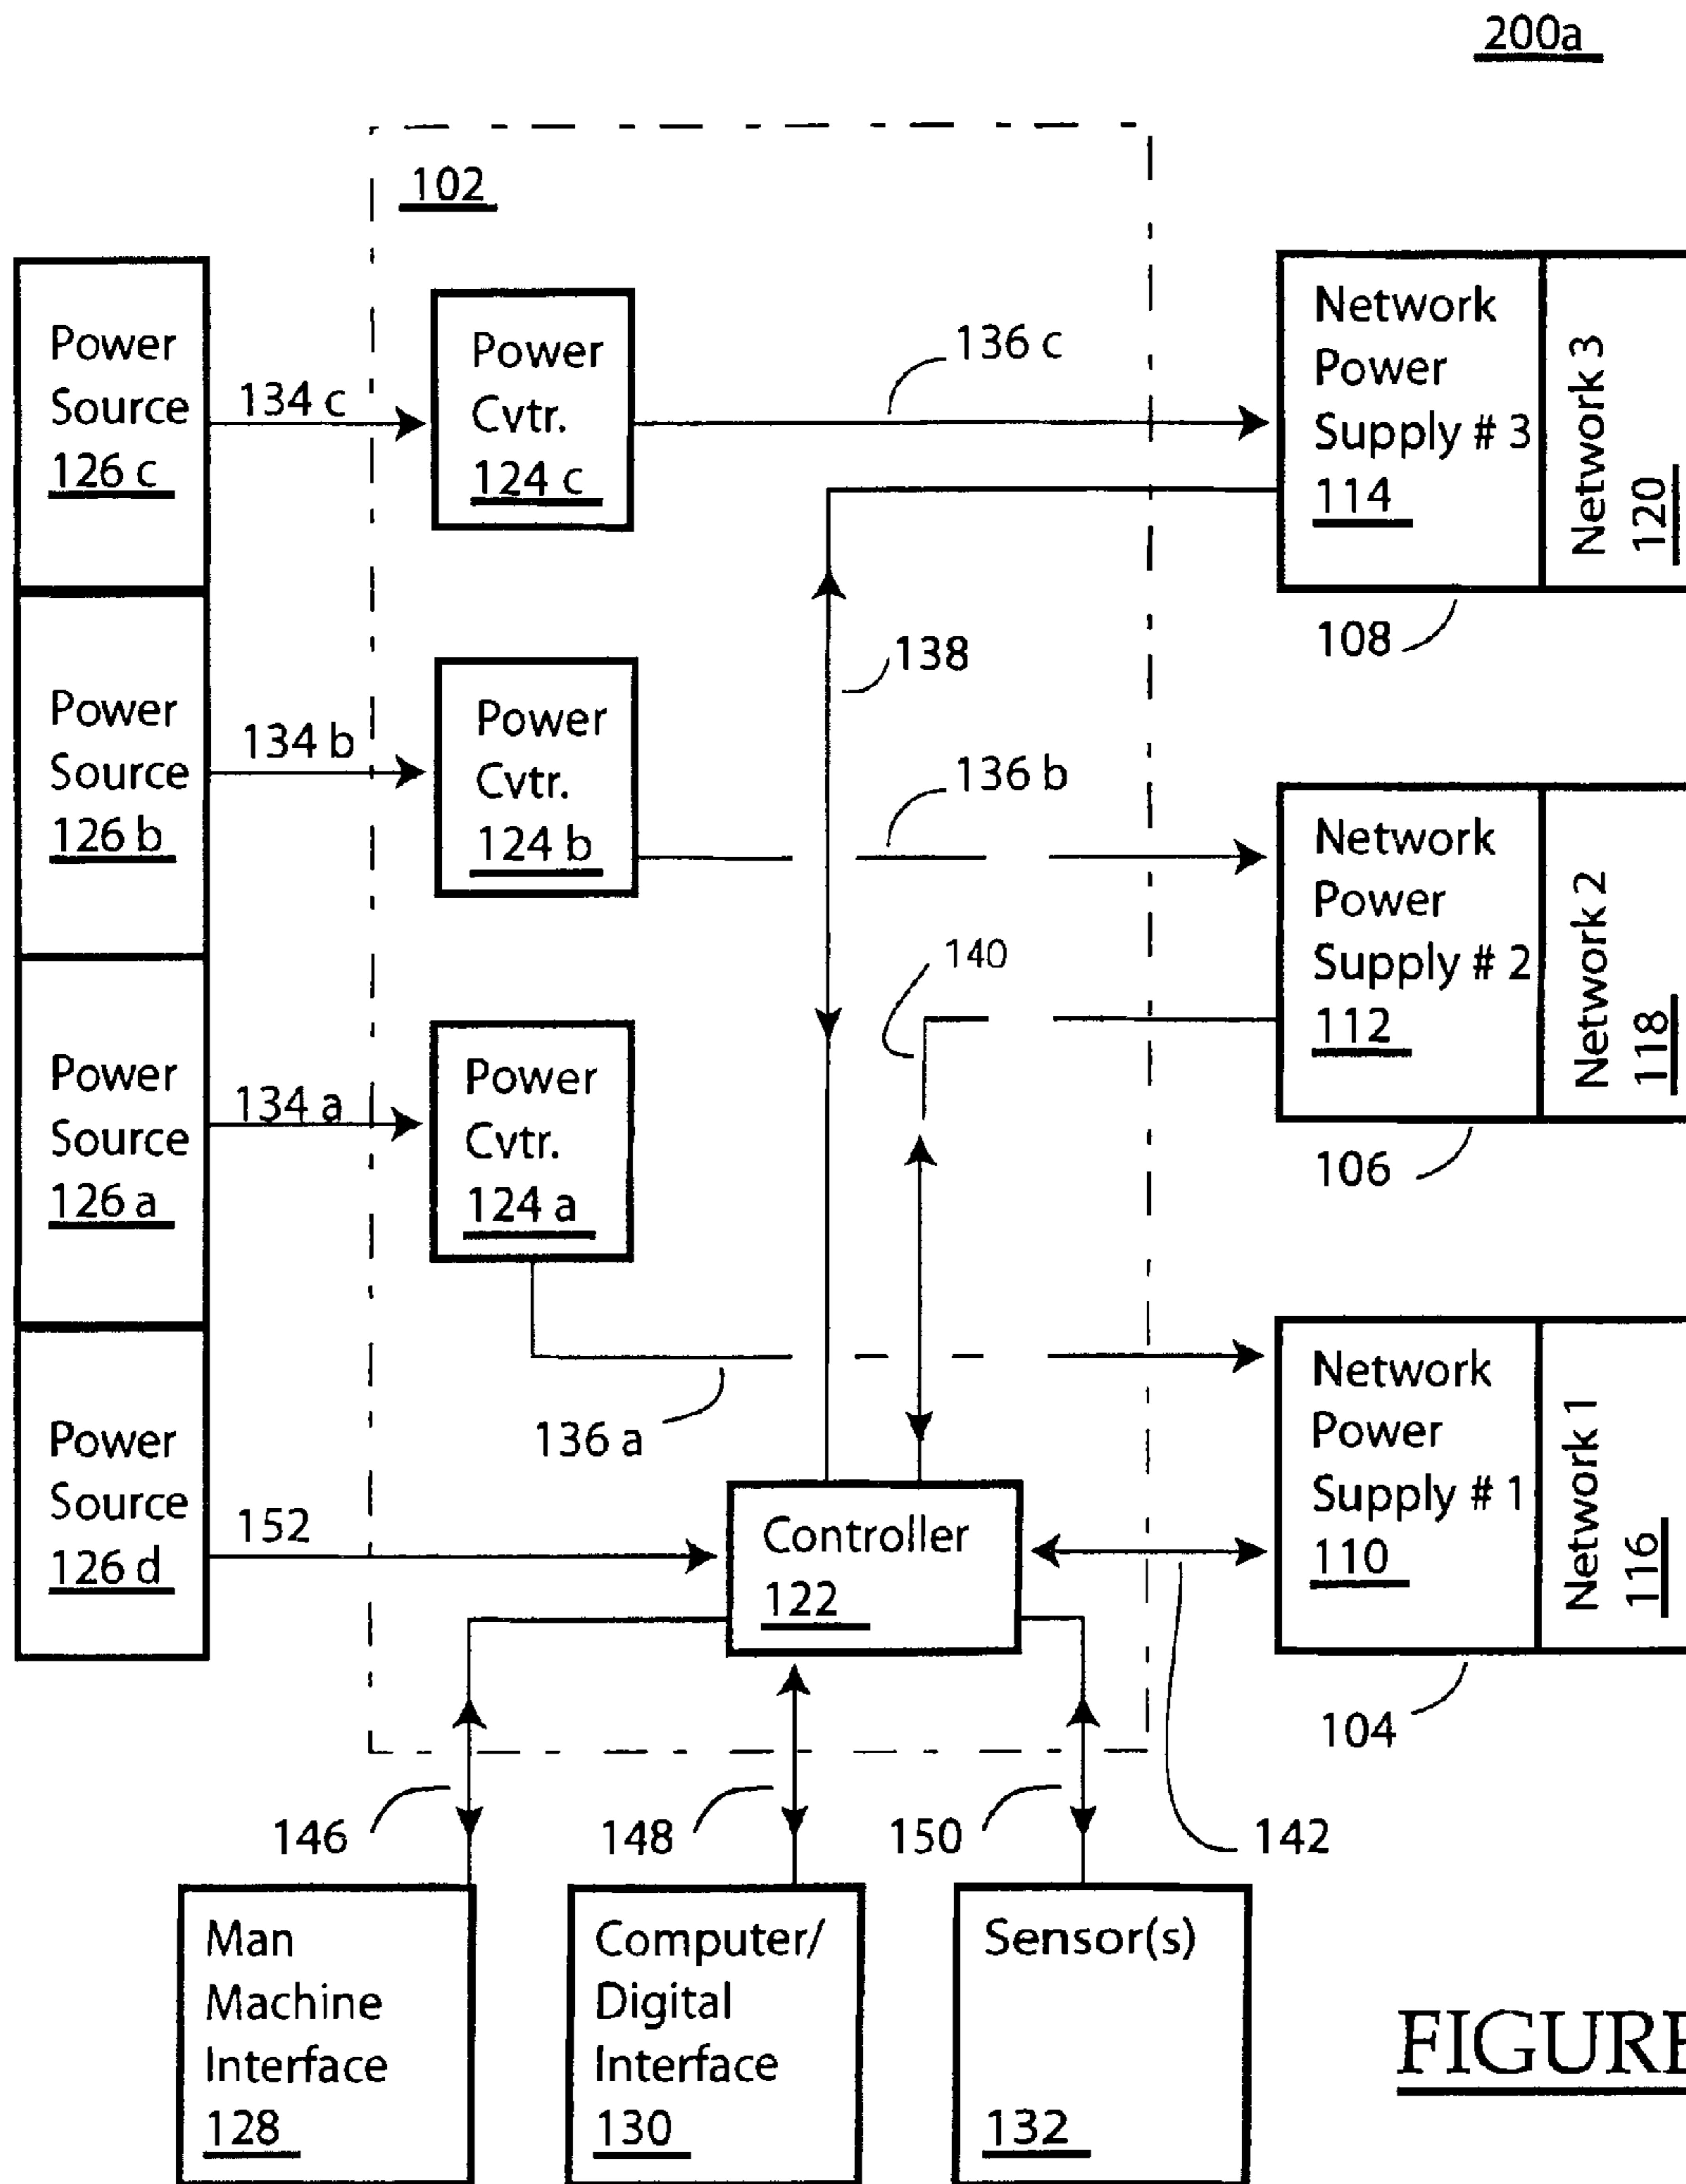 200a
102
Power
Source
126 c
134 c
Power
Cvtr.
124 c
136 c
Network
Power
Supply # 3
114
Network 3
120
108
138
Power
Source
126 b
134 b
Power
Cvtr.
124 b
136 b
Network
Power
Supply # 2
112
Network 2
118
106
140
Power
Source
126 a
134 a
Power
Cvtr.
124 a
136 a
Network
Power
Supply # 1
110
Network 1
116
104
Power
Source
126 d
152
Controller
122
146
148
150
142
Man
Machine
Interface
128
Computer/
Digital
Interface
130
Sensor(s)
132
FIGURE